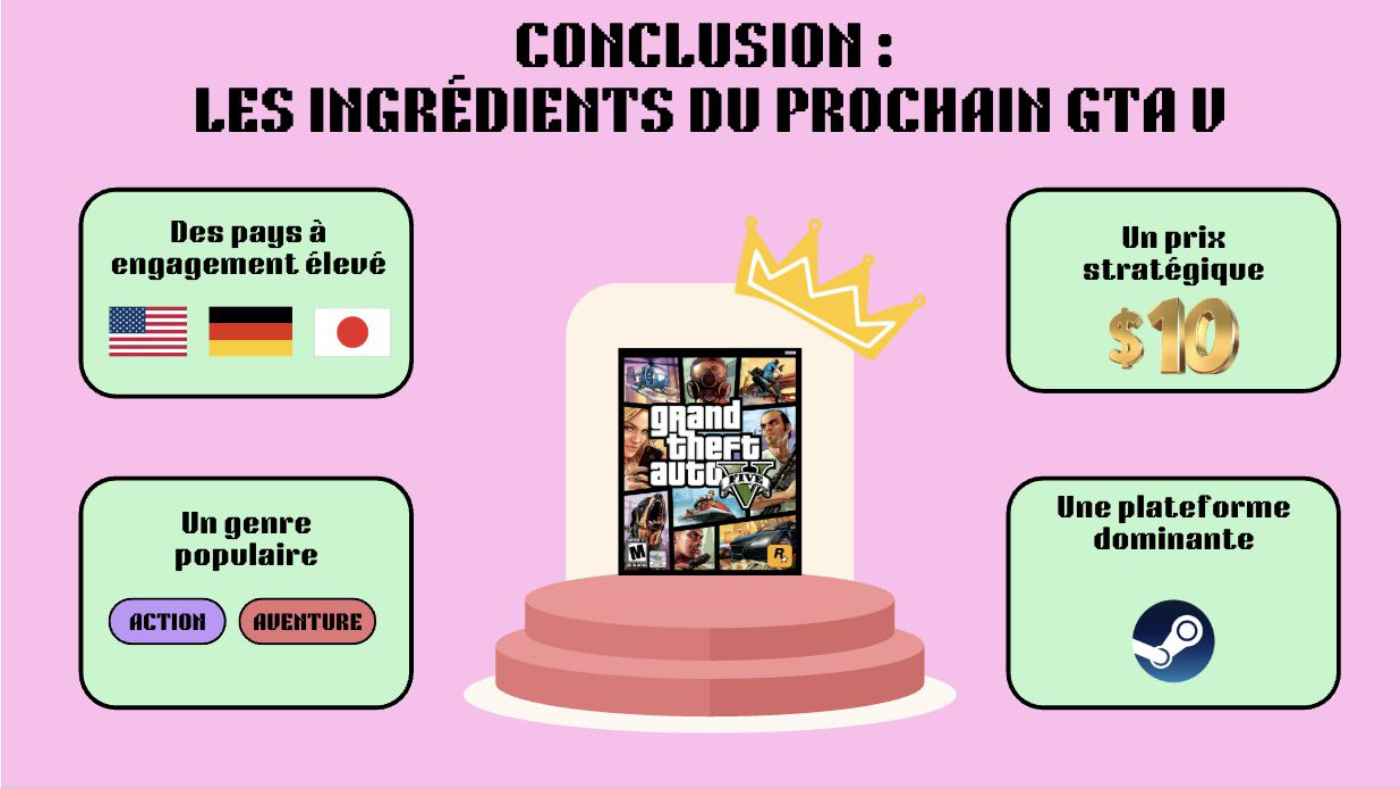 CONCLUSION :
LES INGRÉDIENTS DU PROCHAIN GTA V
Des pays à
engagement élevé
Un prix
stratégique
$10
grand
theft
auto
FIVE
V
M
R
Un genre
populaire
ACTION
AVENTURE
Une plateforme
dominante